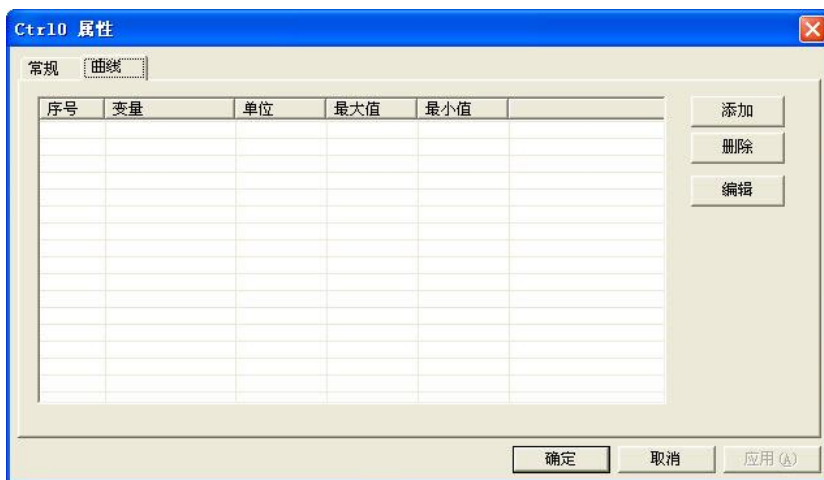 Ctrl0 属性
常规 曲线
序号 变量 单位 最大值 最小值
添加
删除
编辑
确定 取消 应用(A)